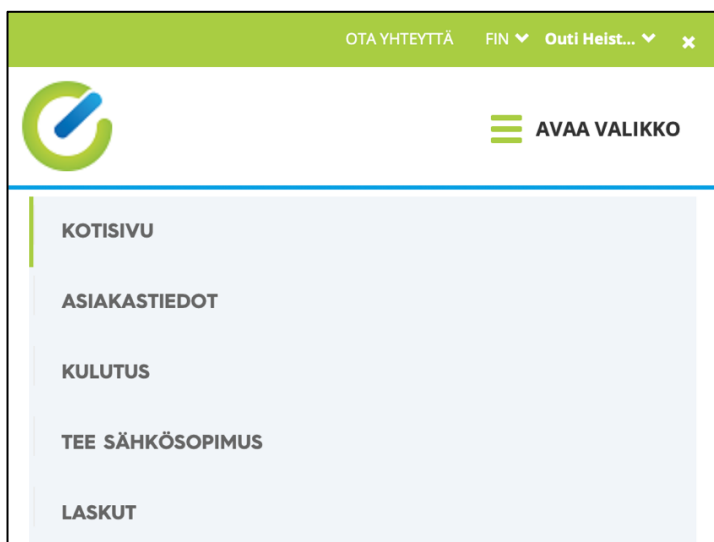 OTA YHTEYTTÄ FIN Outi Heist...
AVAA VALIKKO
KOTISIVU
ASIAKASTIEDOT
KULUTUS
TEE SÄHKÖSOPIMUS
LASKUT